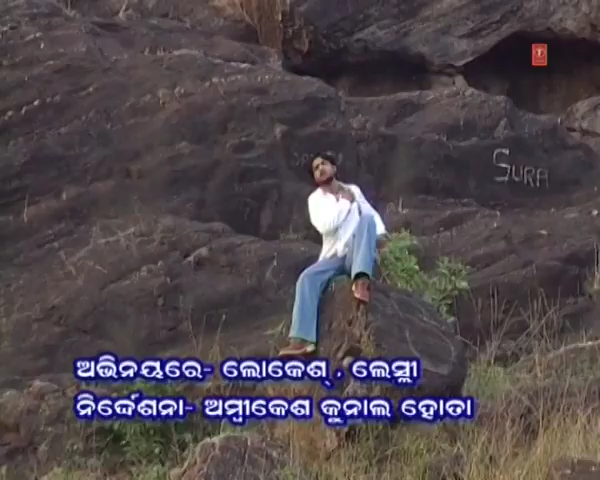 SURA
ଅଭିନୟରେ- ଲୋକେଶ୍ , ଲେସ୍ଲୀ
ନିର୍ଦ୍ଦେଶନା- ଅମ୍ବୀକେଶ କୁନାଲ ହୋତା